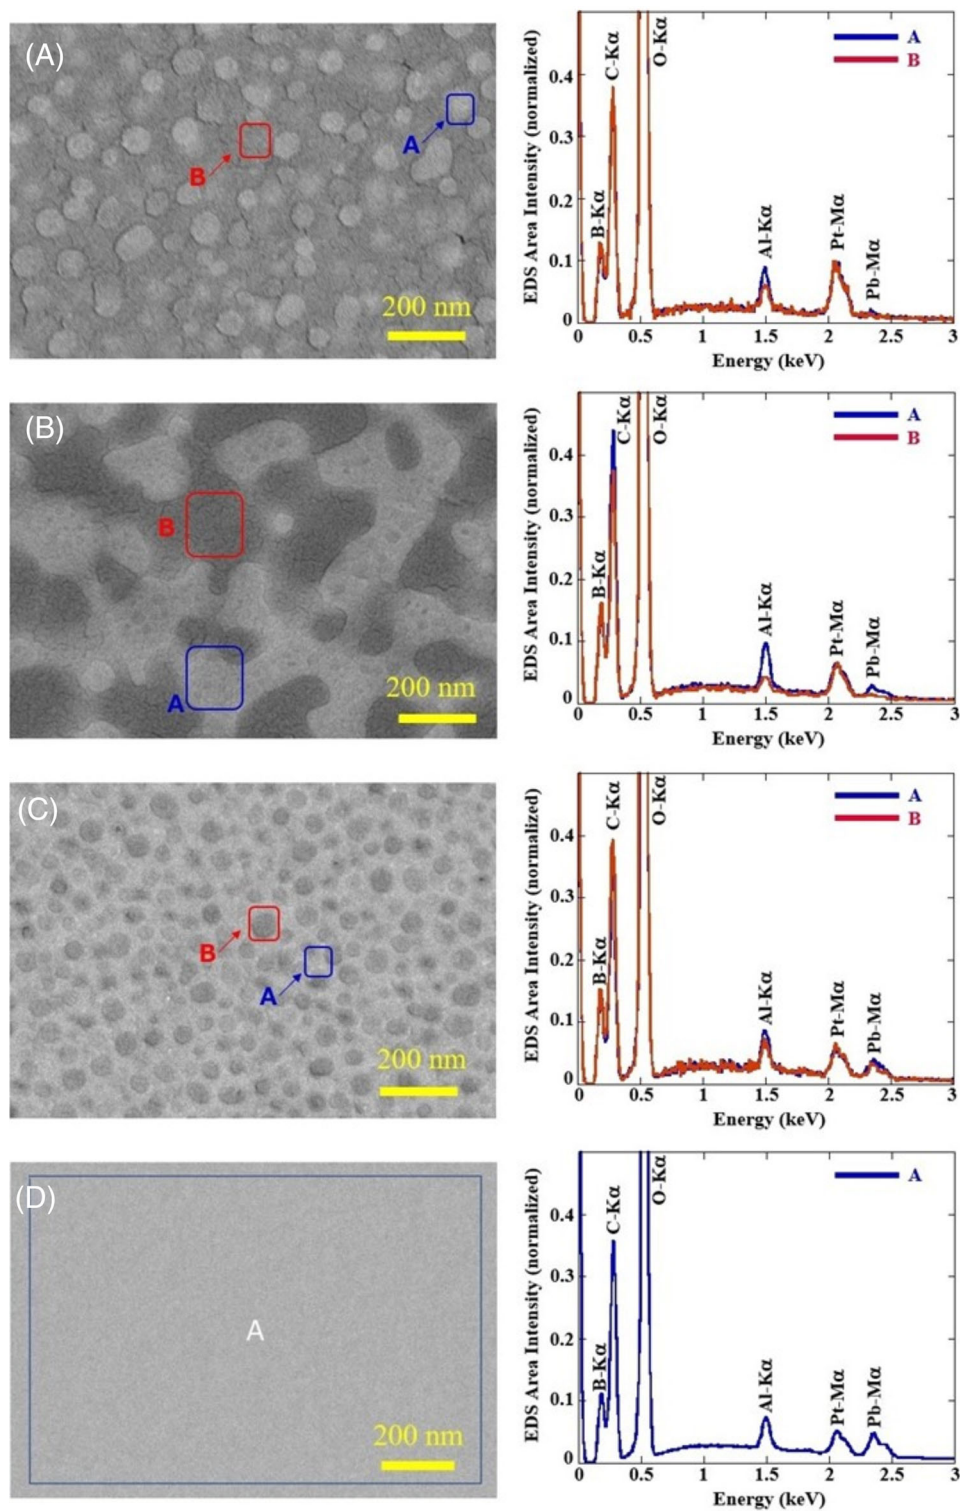 (A)
B
A
200 nm
EDS Area Intensity (normalized)
0.4
0.3
0.2
0.1
0
B-Kα
C-Kα
O-Kα
Al-Kα
Pt-Mα
Pb-Mα
A
B
0 0.5 1 1.5 2 2.5 3
Energy (keV)
(B)
B
A
200 nm
EDS Area Intensity (normalized)
0.4
0.3
0.2
0.1
0
B-Kα
C-Kα
O-Kα
Al-Kα
Pt-Mα
Pb-Mα
A
B
0 0.5 1 1.5 2 2.5 3
Energy (keV)
(C)
B
A
200 nm
EDS Area Intensity (normalized)
0.4
0.3
0.2
0.1
0
B-Kα
C-Kα
O-Kα
Al-Kα
Pt-Mα
Pb-Mα
A
B
0 0.5 1 1.5 2 2.5 3
Energy (keV)
(D)
A
200 nm
EDS Area Intensity (normalized)
0.4
0.3
0.2
0.1
0
B-Kα
C-Kα
O-Kα
Al-Kα
Pt-Mα
Pb-Mα
A
0 0.5 1 1.5 2 2.5 3
Energy (keV)